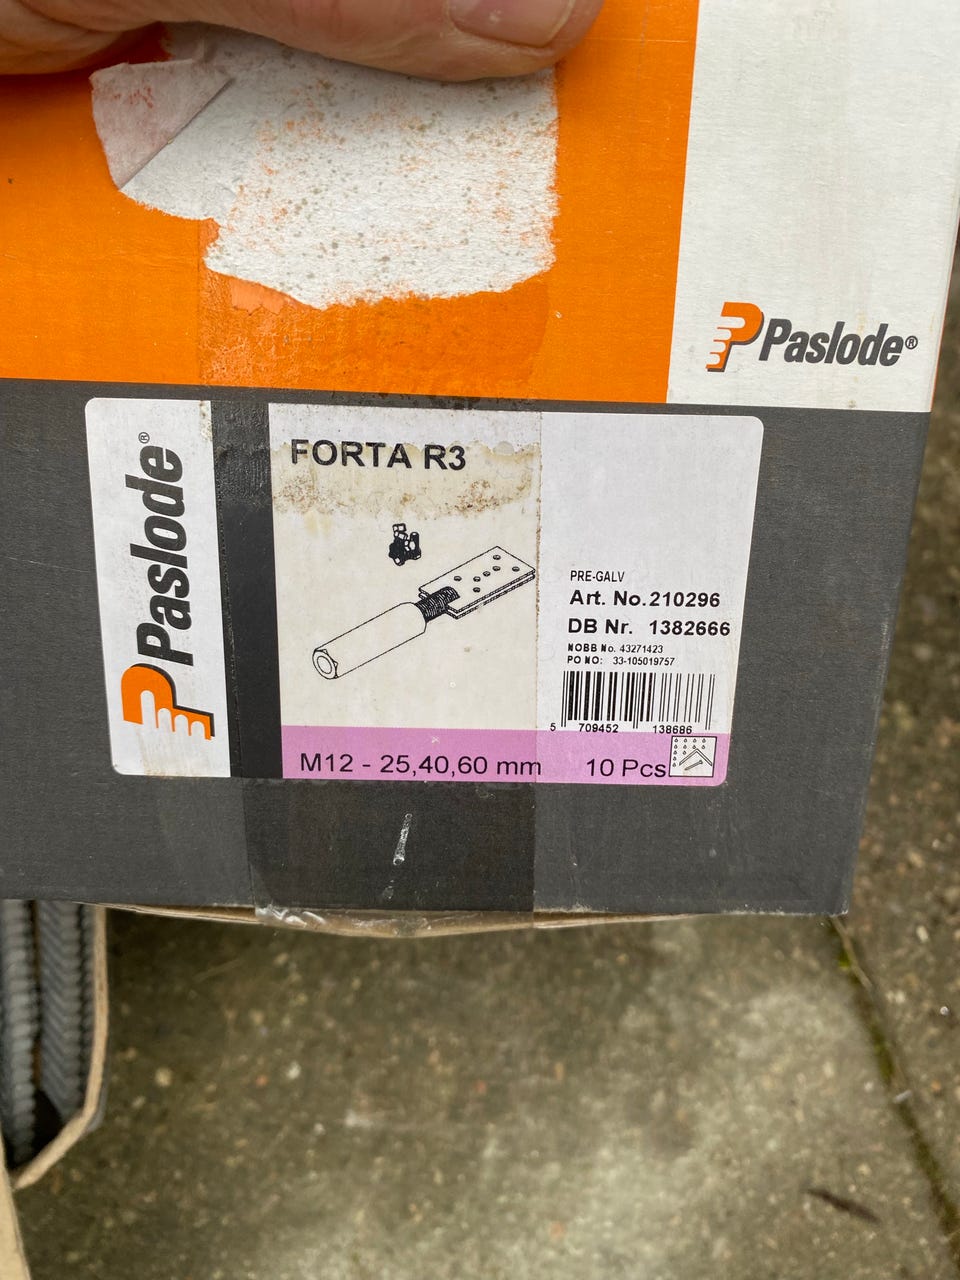 Paslode®
Paslode®
FORTA R3
PRE-GALV
Art. No.210296
DB Nr. 1382666
NOBB No. 43271423
PO NO: 33-105019757
5 709452 138686
M12 - 25,40,60 mm 10 Pcs